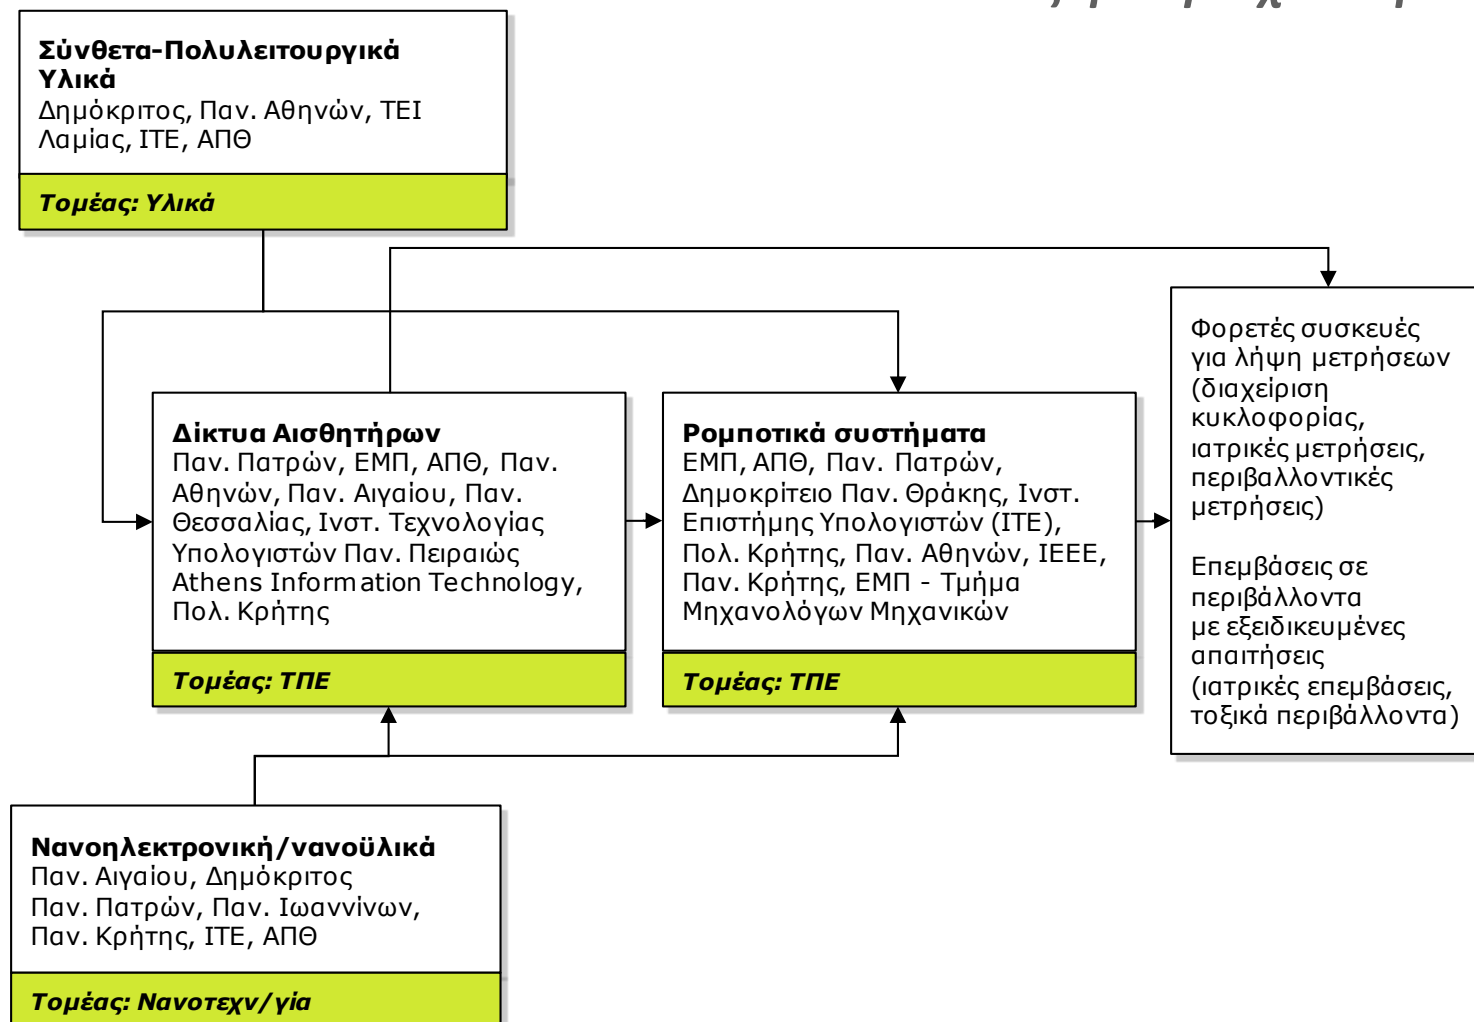 Σύνθετα-Πολυλειτουργικά
Υλικά
Δημόκριτος, Παν. Αθηνών, ΤΕΙ
Λαμίας, ΙΤΕ, ΑΠΘ
Τομέας: Υλικά
Δίκτυα Αισθητήρων
Παν. Πατρών, ΕΜΠ, ΑΠΘ, Παν.
Αθηνών, Παν. Αιγαίου, Παν.
Θεσσαλίας, Ινστ. Τεχνολογίας
Υπολογιστών Παν. Πειραιώς
Athens Information Technology,
Πολ. Κρήτης
Τομέας: ΤΠΕ
Ρομποτικά συστήματα
ΕΜΠ, ΑΠΘ, Παν. Πατρών,
Δημοκρίτειο Παν. Θράκης, Ινστ.
Επιστήμης Υπολογιστών (ΙΤΕ),
Πολ. Κρήτης, Παν. Αθηνών, ΙΕΕΕ,
Παν. Κρήτης, ΕΜΠ - Τμήμα
Μηχανολόγων Μηχανικών
Τομέας: ΤΠΕ
Φορετές συσκευές
για λήψη μετρήσεων
(διαχείριση
κυκλοφορίας,
ιατρικές μετρήσεις,
περιβαλλοντικές
μετρήσεις)
Επεμβάσεις σε
περιβάλλοντα
με εξειδικευμένες
απαιτήσεις
(ιατρικές επεμβάσεις,
τοξικά περιβάλλοντα)
Νανοηλεκτρονική/νανοϋλικά
Παν. Αιγαίου, Δημόκριτος
Παν. Πατρών, Παν. Ιωαννίνων,
Παν. Κρήτης, ΙΤΕ, ΑΠΘ
Τομέας: Νανοτεχν/γία